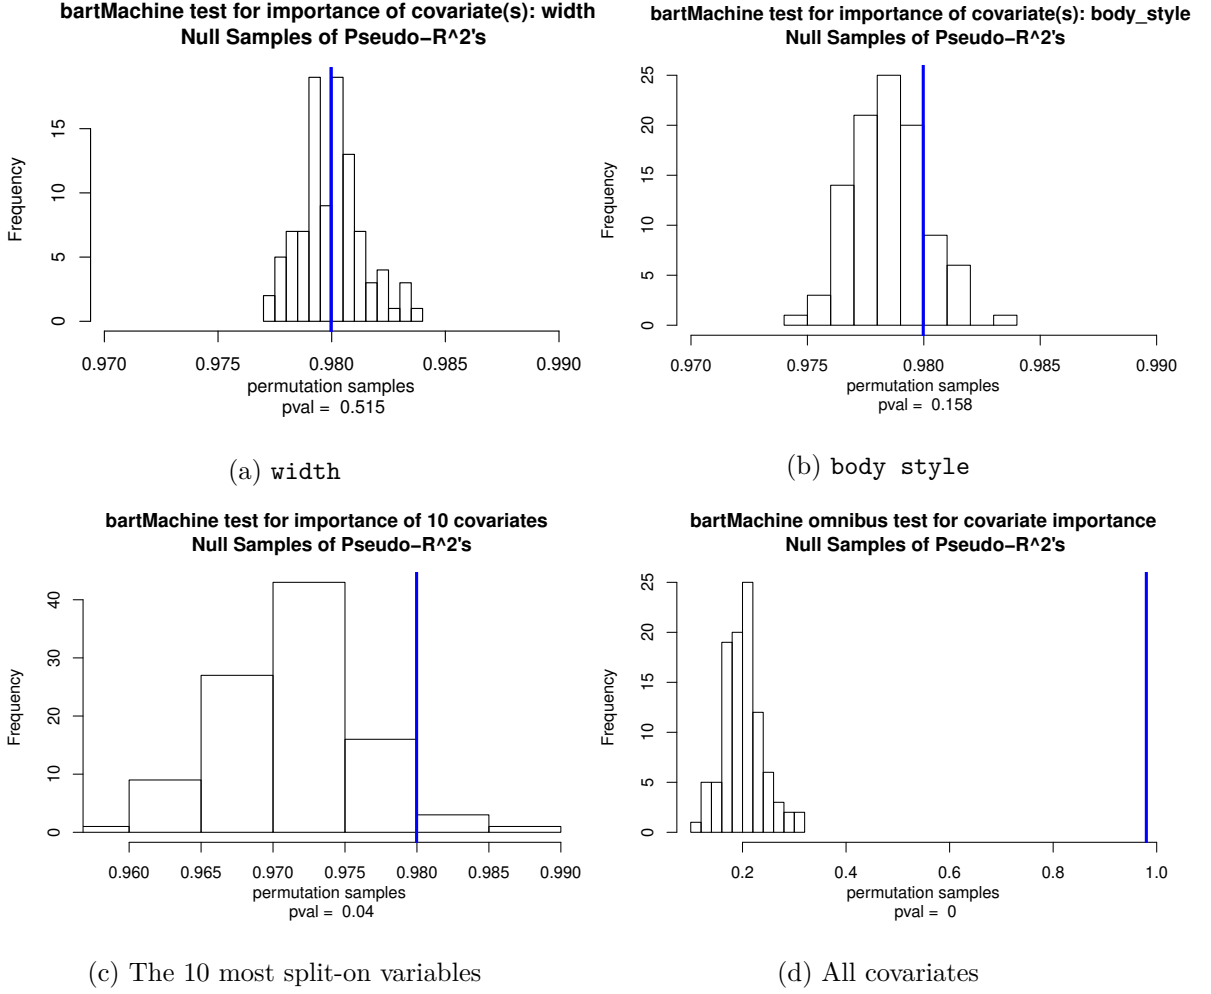 bartMachine test for importance of covariate(s): width
Null Samples of Pseudo−R^2's
Frequency
15
10
5
0
0.970 0.975 0.980 0.985 0.990
permutation samples
pval = 0.515
(a) width
bartMachine test for importance of covariate(s): body_style
Null Samples of Pseudo−R^2's
Frequency
25
20
15
10
5
0
0.970 0.975 0.980 0.985 0.990
permutation samples
pval = 0.158
(b) body style
bartMachine test for importance of 10 covariates
Null Samples of Pseudo−R^2's
Frequency
40
30
20
10
0
0.960 0.965 0.970 0.975 0.980 0.985 0.990
permutation samples
pval = 0.04
(c) The 10 most split-on variables
bartMachine omnibus test for covariate importance
Null Samples of Pseudo−R^2's
Frequency
25
20
15
10
5
0
0.2 0.4 0.6 0.8 1.0
permutation samples
pval = 0
(d) All covariates